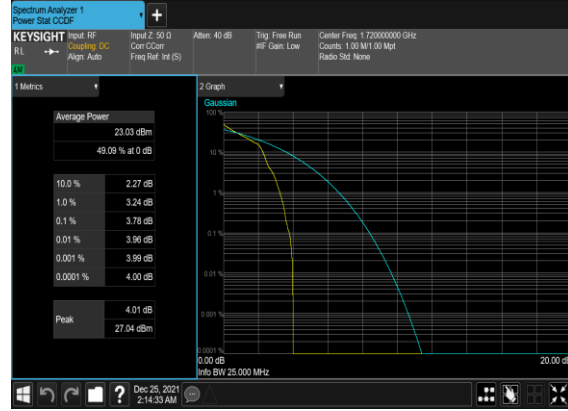 Spectrum Analyzer 1
Power Stat CCDF
KEYSIGHT
RL
Input: RF
Coupling: DC
Align: Auto
Input Z: 50 Ω
Corr CCorr
Freq Ref: Int (S)
Atten: 40 dB
Trig: Free Run
#IF Gain: Low
Center Freq: 1.720000000 GHz
Counts: 1.00 M/1.00 Mpt
Radio Std: None
LM
1 Metrics
Average Power
23.03 dBm
49.09 % at 0 dB
10.0 % 2.27 dB
1.0 % 3.24 dB
0.1 % 3.78 dB
0.01 % 3.96 dB
0.001 % 3.99 dB
0.0001 % 4.00 dB
Peak
4.01 dB
27.04 dBm
2 Graph
Gaussian
100 %
10 %
1 %
0.1 %
0.01 %
0.001 %
0.0001 %
0.00 dB 20.00 dB
Info BW 25.000 MHz
?
Dec 25, 2021
2:14:33 AM